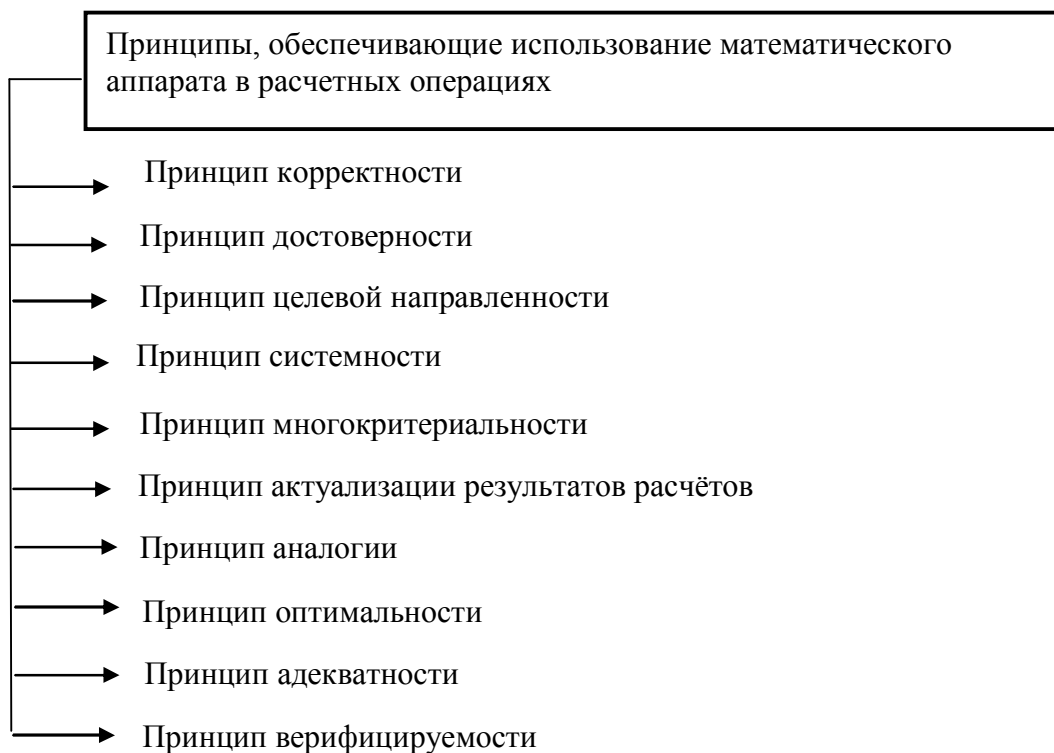 Принципы, обеспечивающие использование математического
аппарата в расчетных операциях
Принцип корректности
Принцип достоверности
Принцип целевой направленности
Принцип системности
Принцип многокритериальности
Принцип актуализации результатов расчётов
Принцип аналогии
Принцип оптимальности
Принцип адекватности
Принцип верифицируемости